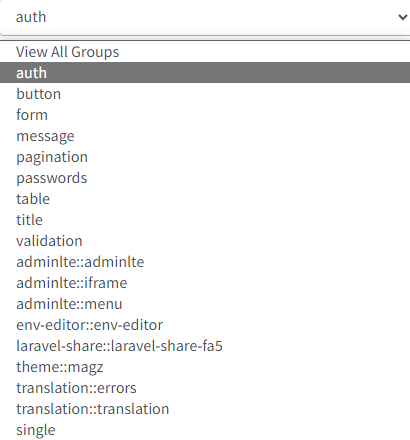 auth
View All Groups
auth
button
form
message
pagination
passwords
table
title
validation
adminlte::adminlte
adminlte::iframe
adminlte::menu
env-editor::env-editor
laravel-share::laravel-share-fa5
theme::magz
translation::errors
translation::translation
single